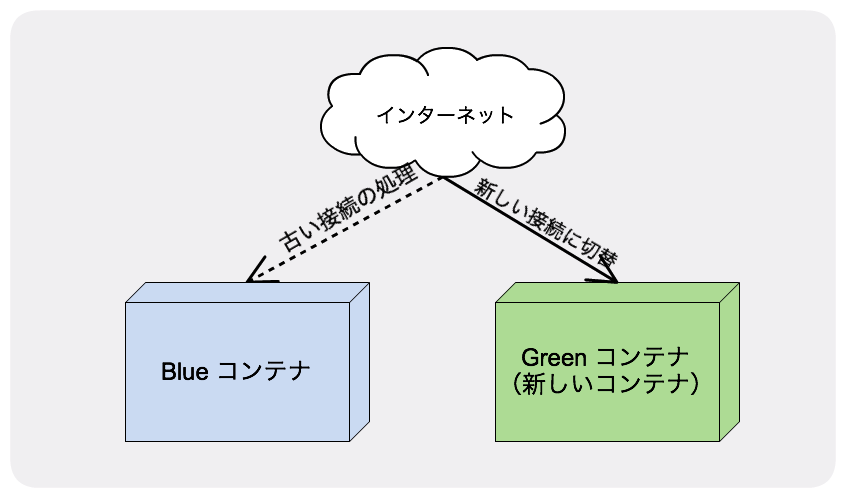 インターネット
古い接続の処理
新しい接続に切替
Blue コンテナ
Green コンテナ
（新しいコンテナ）